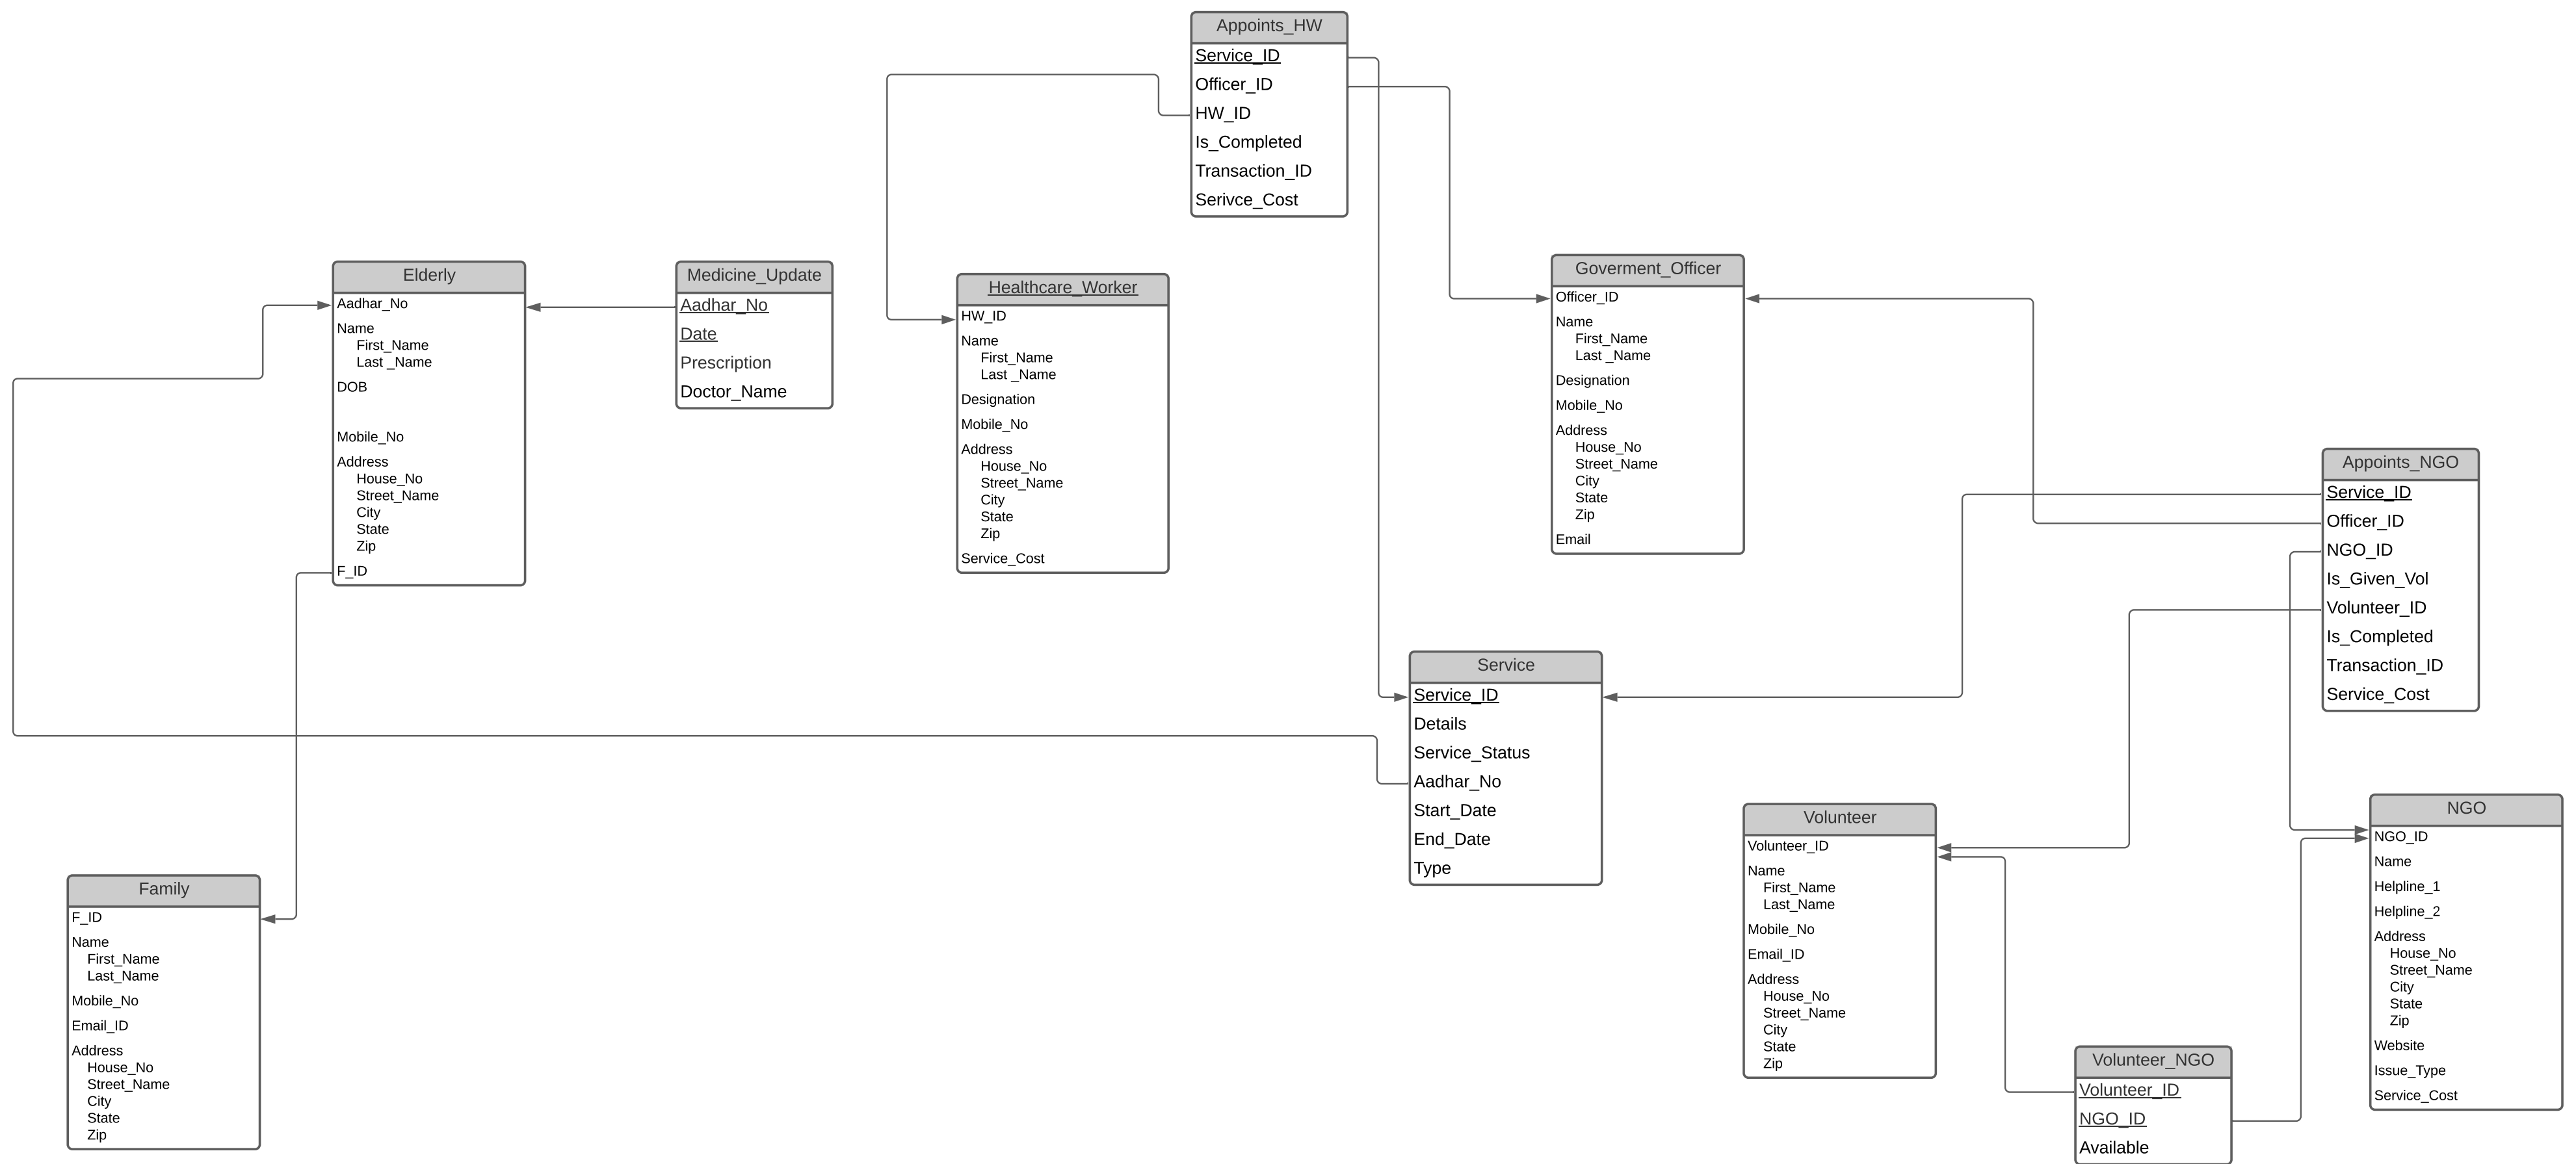 Appoints_HW
Service_ID
Officer_ID
HW_ID
Is_Completed
Transaction_ID
Serivce_Cost
Elderly
Aadhar_No
Name
First_Name
Last _Name
DOB
Mobile_No
Address
House_No
Street_Name
City
State
Zip
F_ID
Medicine_Update
Aadhar_No
Date
Prescription
Doctor_Name
Healthcare_Worker
HW_ID
Name
First_Name
Last _Name
Designation
Mobile_No
Address
House_No
Street_Name
City
State
Zip
Service_Cost
Goverment_Officer
Officer_ID
Name
First_Name
Last _Name
Designation
Mobile_No
Address
House_No
Street_Name
City
State
Zip
Email
Appoints_NGO
Service_ID
Officer_ID
NGO_ID
Is_Given_Vol
Volunteer_ID
Is_Completed
Transaction_ID
Service_Cost
Service
Service_ID
Details
Service_Status
Aadhar_No
Start_Date
End_Date
Type
Family
F_ID
Name
First_Name
Last_Name
Mobile_No
Email_ID
Address
House_No
Street_Name
City
State
Zip
Volunteer
Volunteer_ID
Name
First_Name
Last_Name
Mobile_No
Email_ID
Address
House_No
Street_Name
City
State
Zip
NGO
NGO_ID
Name
Helpline_1
Helpline_2
Address
House_No
Street_Name
City
State
Zip
Website
Issue_Type
Service_Cost
Volunteer_NGO
Volunteer_ID
NGO_ID
Available